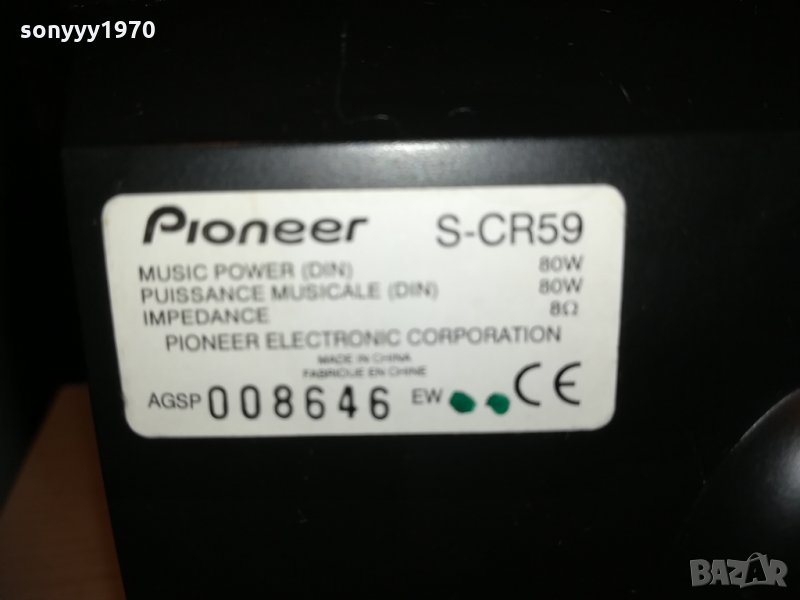 sonyyy1970
Pioneer S-CR59
MUSIC POWER (DIN) 80W
PUISSANCE MUSICALE (DIN) 80W
IMPEDANCE 8Ω
PIONEER ELECTRONIC CORPORATION
MADE IN CHINA
FABRIQUE EN CHINE
AGSP 008646 EW CE
BAZAR